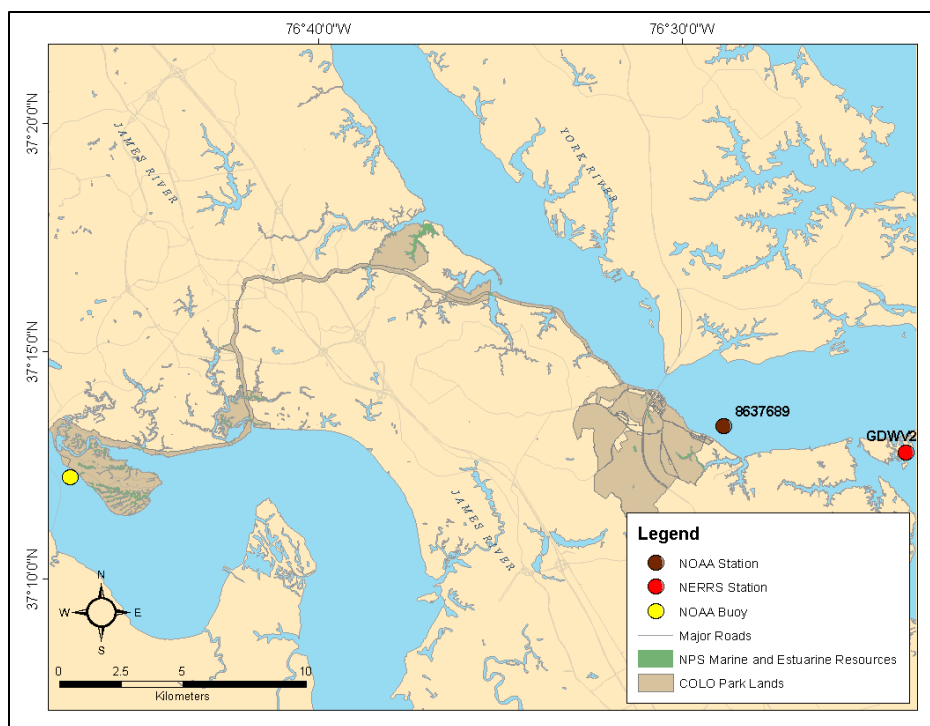 76°40'0"W
76°30'0"W
37°20'0"N
JAMES RIVER
YORK RIVER
37°15'0"N
8637689
GDWV2
JAMES RIVER
37°10'0"N
N
W
E
S
0
2.5
5
10
Kilometers
Legend
NOAA Station
NERRS Station
NOAA Buoy
Major Roads
NPS Marine and Estuarine Resources
COLO Park Lands